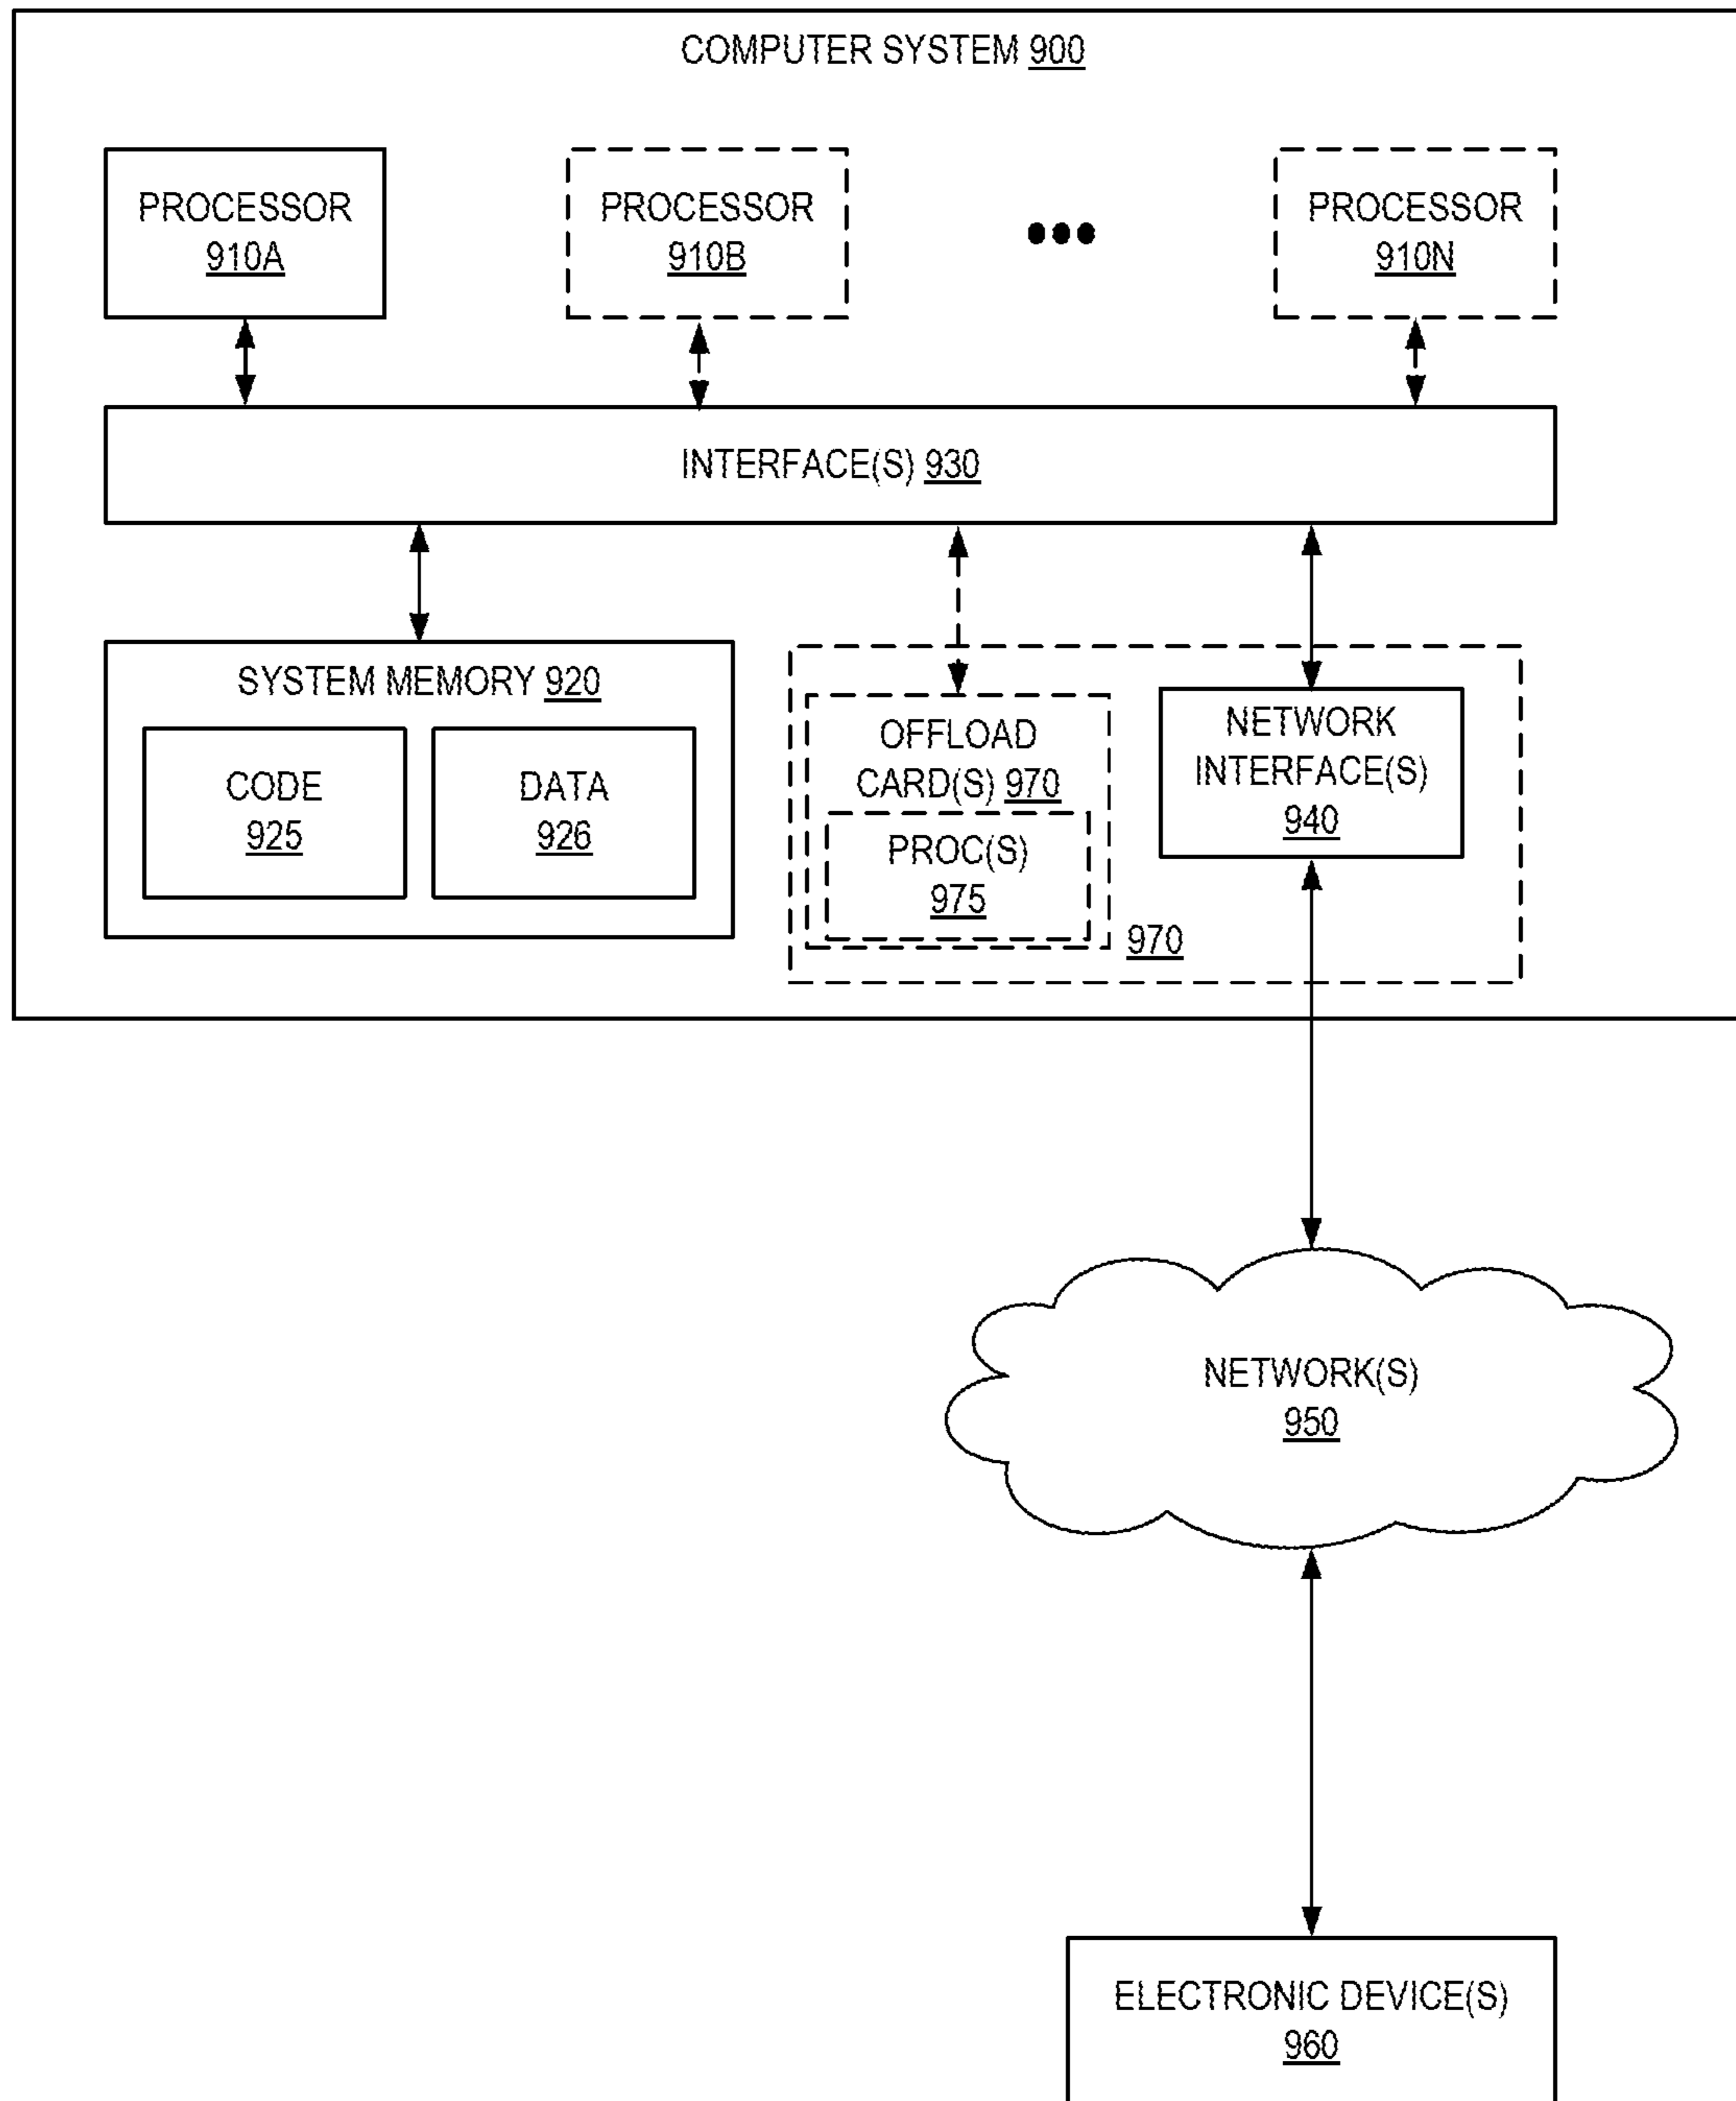 COMPUTER SYSTEM 900
PROCESSOR
910A
PROCESSOR
910B
PROCESSOR
910N
INTERFACE(S) 930
SYSTEM MEMORY 920
CODE
925
DATA
926
OFFLOAD
CARD(S) 970
PROC(S)
975
970
NETWORK
INTERFACE(S)
940
NETWORK(S)
950
ELECTRONIC DEVICE(S)
960